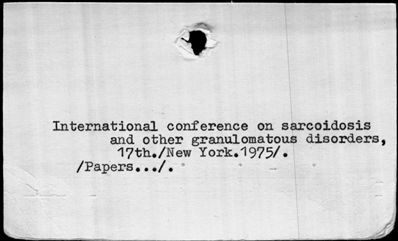 International conference on sarcoidosis
and other granulomatous disorders,
17th./New York.1975/.
/Papers.../.